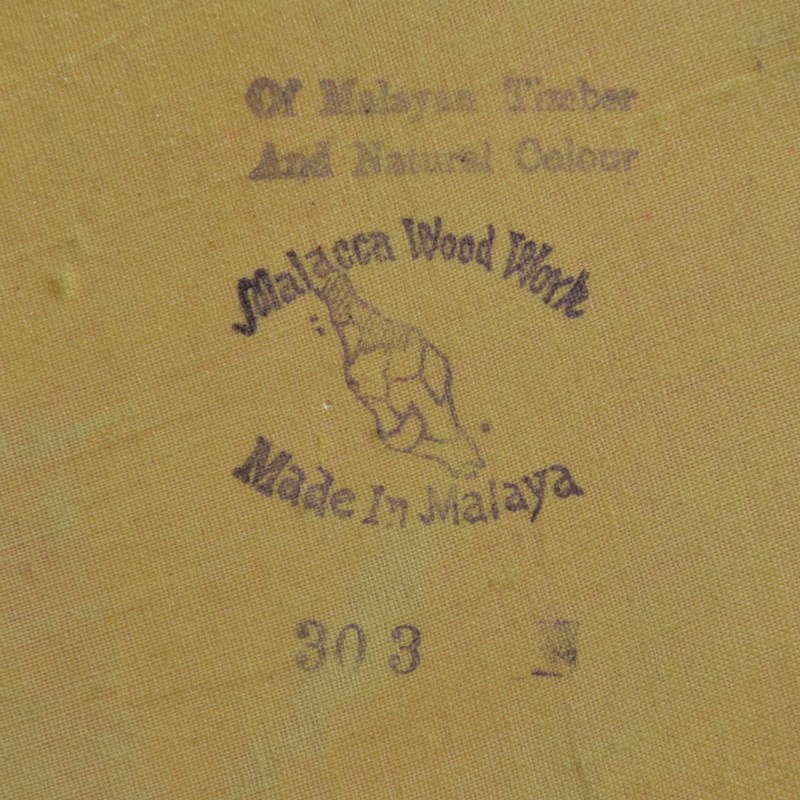 Of Malayan Timber
And Natural Colour
Malacca Wood Work
Made In Malaya
303